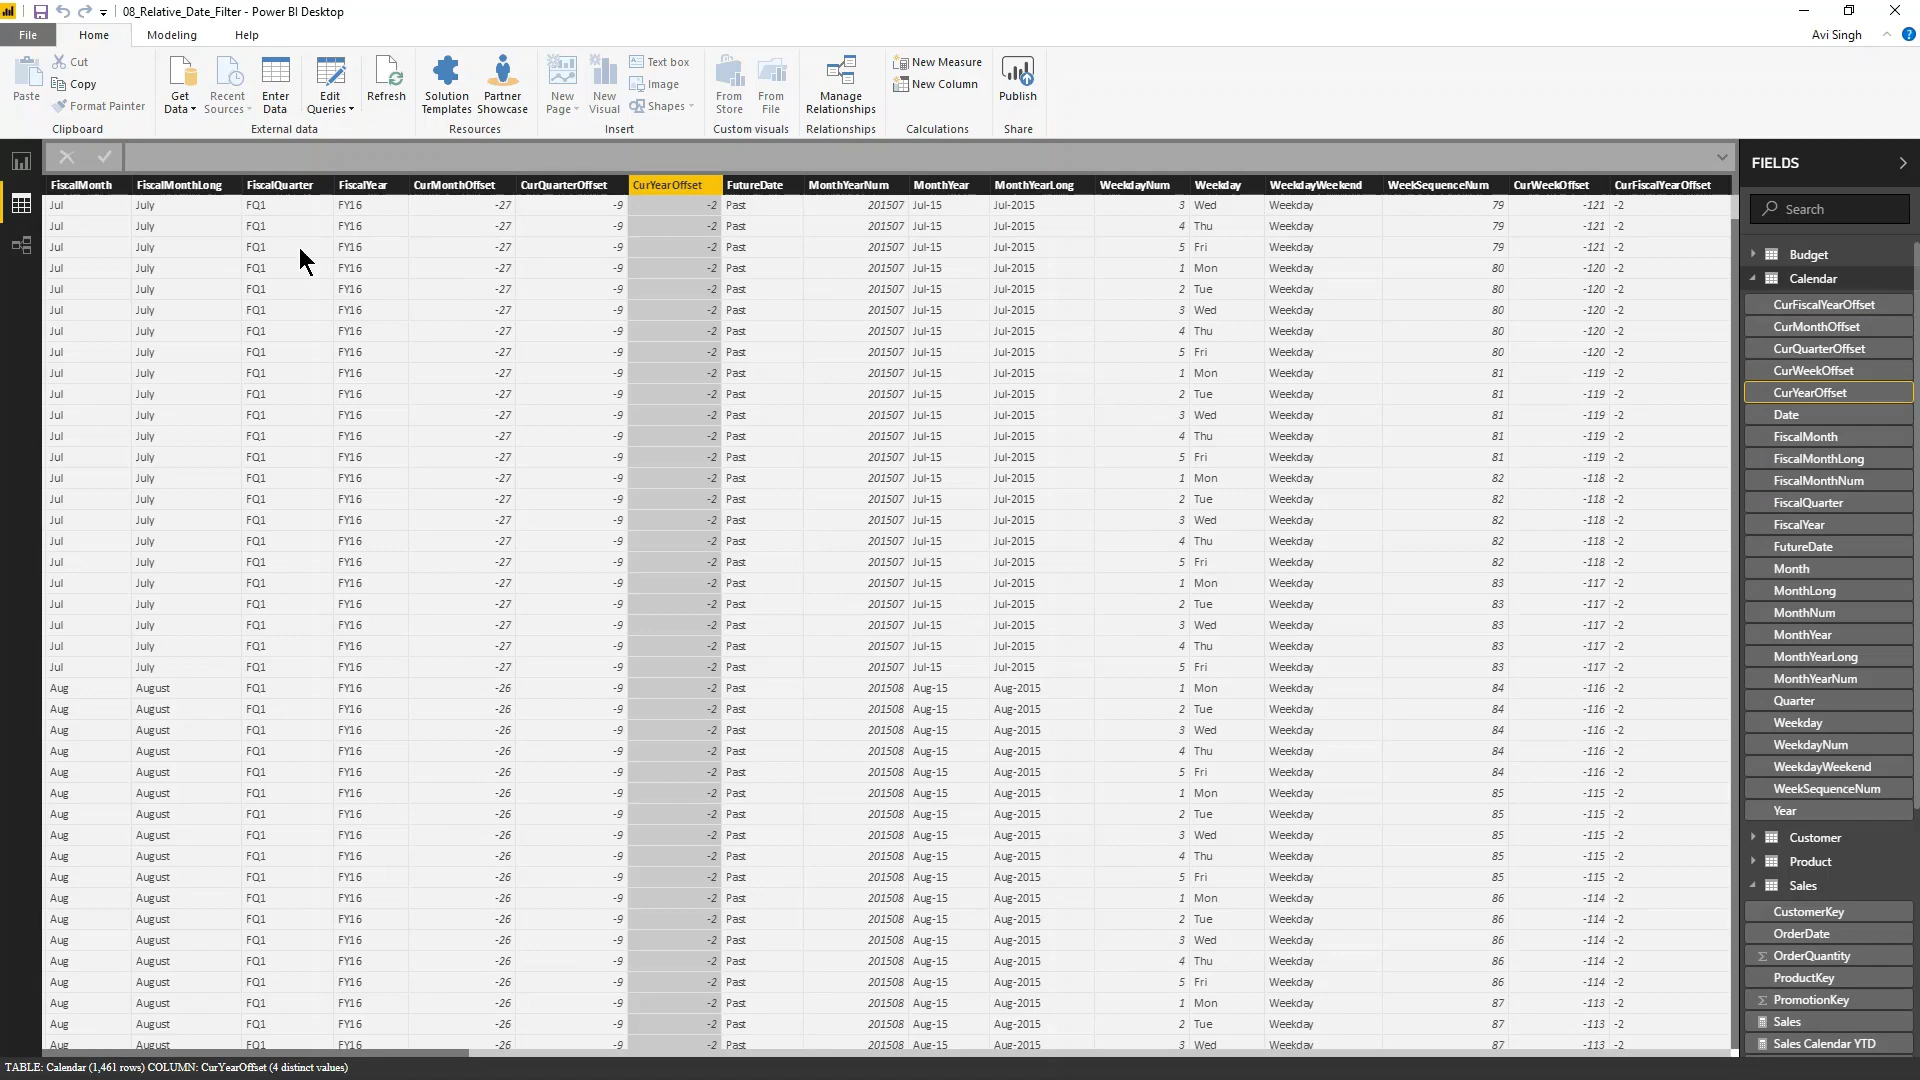 08_Relative_Date_Filter - Power BI Desktop
File Home Modeling Help Avi Singh
Paste Cut Copy Format Painter Clipboard
Get Data Recent Sources Enter Data Edit Queries External data
Refresh
Solution Templates Partner Showcase Resources
New Page New Visual Text box Image Shapes Insert
From Store From File Custom visuals
Manage Relationships Relationships
New Measure New Column Calculations
Publish Share
FiscalMonth FiscalMonthLong FiscalQuarter FiscalYear CurMonthOffset CurQuarterOffset CurYearOffset FutureDate MonthYearNum MonthYear MonthYearLong WeekdayNum Weekday WeekdayWeekend WeekSequenceNum CurWeekOffset CurFiscalYearOffset
Jul July FQ1 FY16 -27 -9 -2 Past 201507 Jul-15 Jul-2015 3 Wed Weekday 79 -121 -2
Jul July FQ1 FY16 -27 -9 -2 Past 201507 Jul-15 Jul-2015 4 Thu Weekday 79 -121 -2
Jul July FQ1 FY16 -27 -9 -2 Past 201507 Jul-15 Jul-2015 5 Fri Weekday 79 -121 -2
Jul July FQ1 FY16 -27 -9 -2 Past 201507 Jul-15 Jul-2015 1 Mon Weekday 80 -120 -2
Jul July FQ1 FY16 -27 -9 -2 Past 201507 Jul-15 Jul-2015 2 Tue Weekday 80 -120 -2
Jul July FQ1 FY16 -27 -9 -2 Past 201507 Jul-15 Jul-2015 3 Wed Weekday 80 -120 -2
Jul July FQ1 FY16 -27 -9 -2 Past 201507 Jul-15 Jul-2015 4 Thu Weekday 80 -120 -2
Jul July FQ1 FY16 -27 -9 -2 Past 201507 Jul-15 Jul-2015 5 Fri Weekday 80 -120 -2
Jul July FQ1 FY16 -27 -9 -2 Past 201507 Jul-15 Jul-2015 1 Mon Weekday 81 -119 -2
Jul July FQ1 FY16 -27 -9 -2 Past 201507 Jul-15 Jul-2015 2 Tue Weekday 81 -119 -2
Jul July FQ1 FY16 -27 -9 -2 Past 201507 Jul-15 Jul-2015 3 Wed Weekday 81 -119 -2
Jul July FQ1 FY16 -27 -9 -2 Past 201507 Jul-15 Jul-2015 4 Thu Weekday 81 -119 -2
Jul July FQ1 FY16 -27 -9 -2 Past 201507 Jul-15 Jul-2015 5 Fri Weekday 81 -119 -2
Jul July FQ1 FY16 -27 -9 -2 Past 201507 Jul-15 Jul-2015 1 Mon Weekday 82 -118 -2
Jul July FQ1 FY16 -27 -9 -2 Past 201507 Jul-15 Jul-2015 2 Tue Weekday 82 -118 -2
Jul July FQ1 FY16 -27 -9 -2 Past 201507 Jul-15 Jul-2015 3 Wed Weekday 82 -118 -2
Jul July FQ1 FY16 -27 -9 -2 Past 201507 Jul-15 Jul-2015 4 Thu Weekday 82 -118 -2
Jul July FQ1 FY16 -27 -9 -2 Past 201507 Jul-15 Jul-2015 5 Fri Weekday 82 -118 -2
Jul July FQ1 FY16 -27 -9 -2 Past 201507 Jul-15 Jul-2015 1 Mon Weekday 83 -117 -2
Jul July FQ1 FY16 -27 -9 -2 Past 201507 Jul-15 Jul-2015 2 Tue Weekday 83 -117 -2
Jul July FQ1 FY16 -27 -9 -2 Past 201507 Jul-15 Jul-2015 3 Wed Weekday 83 -117 -2
Jul July FQ1 FY16 -27 -9 -2 Past 201507 Jul-15 Jul-2015 4 Thu Weekday 83 -117 -2
Jul July FQ1 FY16 -27 -9 -2 Past 201507 Jul-15 Jul-2015 5 Fri Weekday 83 -117 -2
Aug August FQ1 FY16 -26 -9 -2 Past 201508 Aug-15 Aug-2015 1 Mon Weekday 84 -116 -2
Aug August FQ1 FY16 -26 -9 -2 Past 201508 Aug-15 Aug-2015 2 Tue Weekday 84 -116 -2
Aug August FQ1 FY16 -26 -9 -2 Past 201508 Aug-15 Aug-2015 3 Wed Weekday 84 -116 -2
Aug August FQ1 FY16 -26 -9 -2 Past 201508 Aug-15 Aug-2015 4 Thu Weekday 84 -116 -2
Aug August FQ1 FY16 -26 -9 -2 Past 201508 Aug-15 Aug-2015 5 Fri Weekday 84 -116 -2
Aug August FQ1 FY16 -26 -9 -2 Past 201508 Aug-15 Aug-2015 1 Mon Weekday 85 -115 -2
Aug August FQ1 FY16 -26 -9 -2 Past 201508 Aug-15 Aug-2015 2 Tue Weekday 85 -115 -2
Aug August FQ1 FY16 -26 -9 -2 Past 201508 Aug-15 Aug-2015 3 Wed Weekday 85 -115 -2
Aug August FQ1 FY16 -26 -9 -2 Past 201508 Aug-15 Aug-2015 4 Thu Weekday 85 -115 -2
Aug August FQ1 FY16 -26 -9 -2 Past 201508 Aug-15 Aug-2015 5 Fri Weekday 85 -115 -2
Aug August FQ1 FY16 -26 -9 -2 Past 201508 Aug-15 Aug-2015 1 Mon Weekday 86 -114 -2
Aug August FQ1 FY16 -26 -9 -2 Past 201508 Aug-15 Aug-2015 2 Tue Weekday 86 -114 -2
Aug August FQ1 FY16 -26 -9 -2 Past 201508 Aug-15 Aug-2015 3 Wed Weekday 86 -114 -2
Aug August FQ1 FY16 -26 -9 -2 Past 201508 Aug-15 Aug-2015 4 Thu Weekday 86 -114 -2
Aug August FQ1 FY16 -26 -9 -2 Past 201508 Aug-15 Aug-2015 5 Fri Weekday 86 -114 -2
Aug August FQ1 FY16 -26 -9 -2 Past 201508 Aug-15 Aug-2015 1 Mon Weekday 87 -113 -2
Aug August FQ1 FY16 -26 -9 -2 Past 201508 Aug-15 Aug-2015 2 Tue Weekday 87 -113 -2
Aug August FQ1 FY16 -26 -9 -2 Past 201508 Aug-15 Aug-2015 3 Wed Weekday 87 -113 -2
FIELDS
Search
Budget
Calendar
CurFiscalYearOffset
CurMonthOffset
CurQuarterOffset
CurWeekOffset
CurYearOffset
Date
FiscalMonth
FiscalMonthLong
FiscalMonthNum
FiscalQuarter
FiscalYear
FutureDate
Month
MonthLong
MonthNum
MonthYear
MonthYearLong
MonthYearNum
Quarter
Weekday
WeekdayNum
WeekdayWeekend
WeekSequenceNum
Year
Customer
Product
Sales
CustomerKey
OrderDate
Σ OrderQuantity
ProductKey
Σ PromotionKey
Sales
Sales Calendar YTD
TABLE: Calendar (1,461 rows) COLUMN: CurYearOffset (4 distinct values)